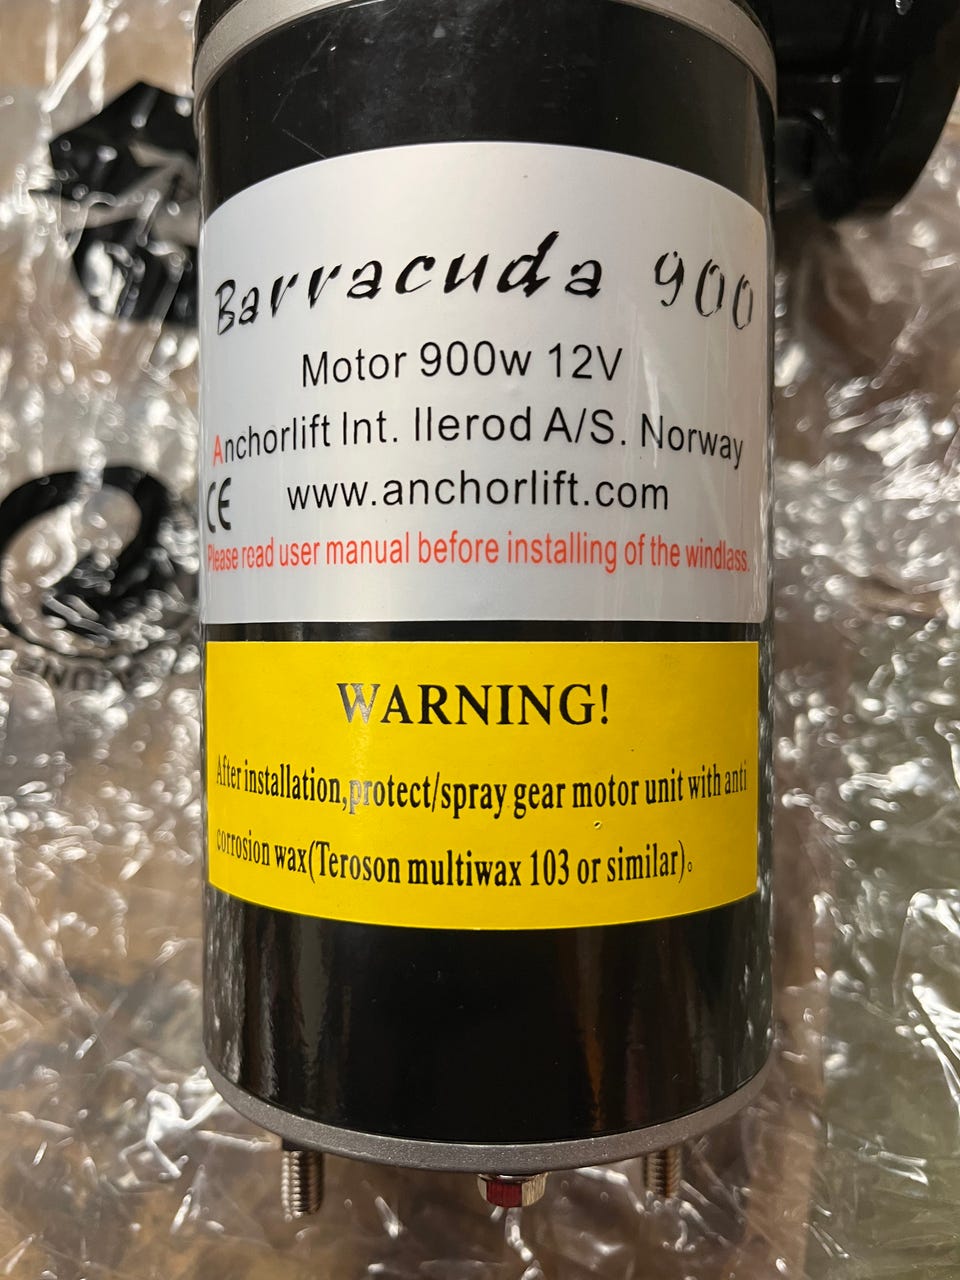 Barracuda 900
Motor 900w 12V
Anchorlift Int. llerod A/S. Norway
CE www.anchorlift.com
Please read user manual before installing of the windlass.
WARNING!
After installation,protect/spray gear motor unit with anti
corrosion wax(Teroson multiwax 103 or similar)。